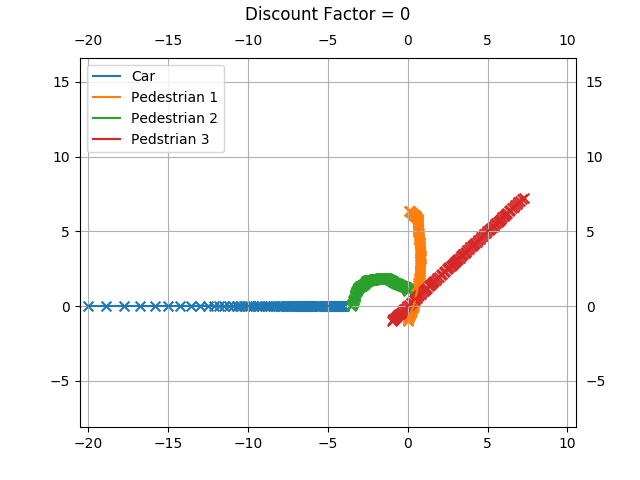 Discount Factor = 0
−20 −15 −10 −5 0 5 10
Car
Pedestrian 1
Pedestrian 2
Pedstrian 3
15 15
10 10
5 5
0 0
−5 −5
−20 −15 −10 −5 0 5 10